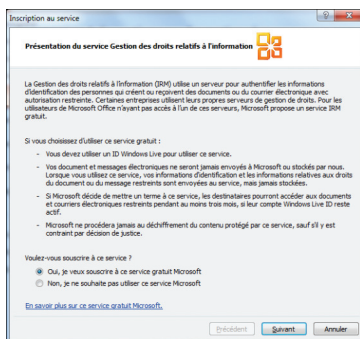 Inscription au service
Présentation du service Gestion des droits relatifs à l'information
La Gestion des droits relatifs à l'information (IRM) utilise un serveur pour authentifier les informations
d'identification des personnes qui créent ou reçoivent des documents ou du courrier électronique avec
autorisation restreinte. Certaines entreprises utilisent leurs propres serveurs de gestion de droits. Pour les
utilisateurs de Microsoft Office n'ayant pas accès à l'un de ces serveurs, Microsoft propose un service IRM
gratuit.
Si vous choisissez d'utiliser ce service gratuit :
- Vous devez utiliser un ID Windows Live pour utiliser ce service.
- Vos document et messages électroniques ne seront jamais envoyés à Microsoft ou stockés par nous.
Lorsque vous utilisez ce service, vos informations d'identification et les informations relatives aux droits
du document ou du message restreints sont envoyées au service, mais jamais stockées.
- Si Microsoft décide de mettre un terme à ce service, les destinataires pourront accéder aux documents
et courriers électroniques restreints pendant au moins trois mois, si leur compte Windows Live ID reste
actif.
- Microsoft ne procédera jamais au déchiffrement du contenu protégé par ce service, sauf s'il y est
contraint par décision de justice.
Voulez-vous souscrire à ce service ?
Oui, je veux souscrire à ce service gratuit Microsoft
Non, je ne souhaite pas utiliser ce service Microsoft
En savoir plus sur ce service gratuit Microsoft.
Précédent Suivant Annuler